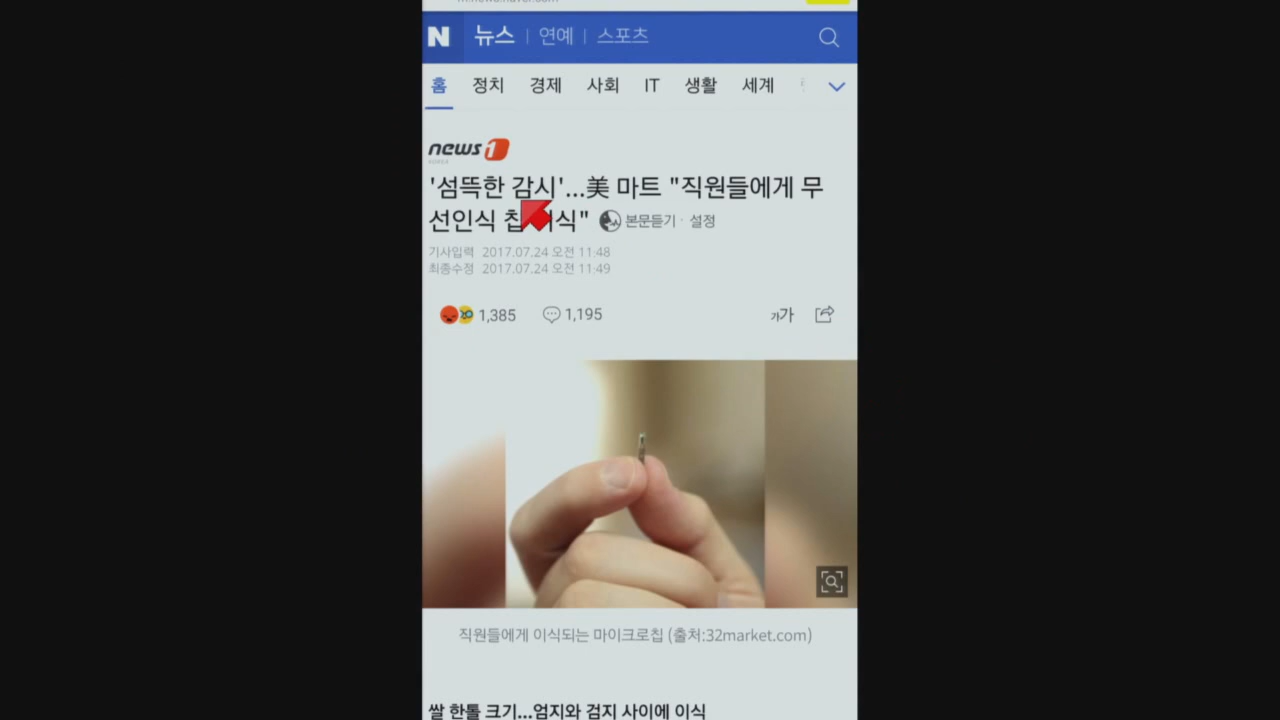 뉴스 | 연예 | 스포츠
홈 정치 경제 사회 IT 생활 세계
news1
KOREA
'섬뜩한 감시'...美 마트 "직원들에게 무
선인식 칩 이식" 본문듣기 · 설정
기사입력 2017.07.24 오전 11:48
최종수정 2017.07.24 오전 11:49
1,385 1,195 가가
직원들에게 이식되는 마이크로칩 (출처:32market.com)
쌀 한톨 크기...엄지와 검지 사이에 이식